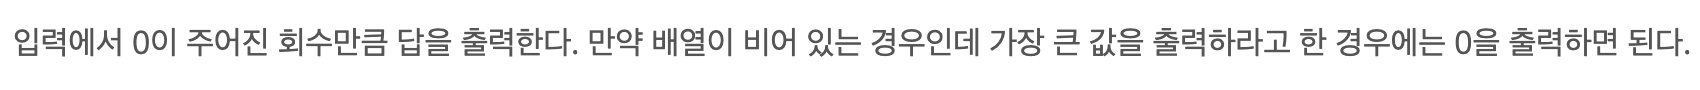 입력에서 0이 주어진 회수만큼 답을 출력한다. 만약 배열이 비어 있는 경우인데 가장 큰 값을 출력하라고 한 경우에는 0을 출력하면 된다.